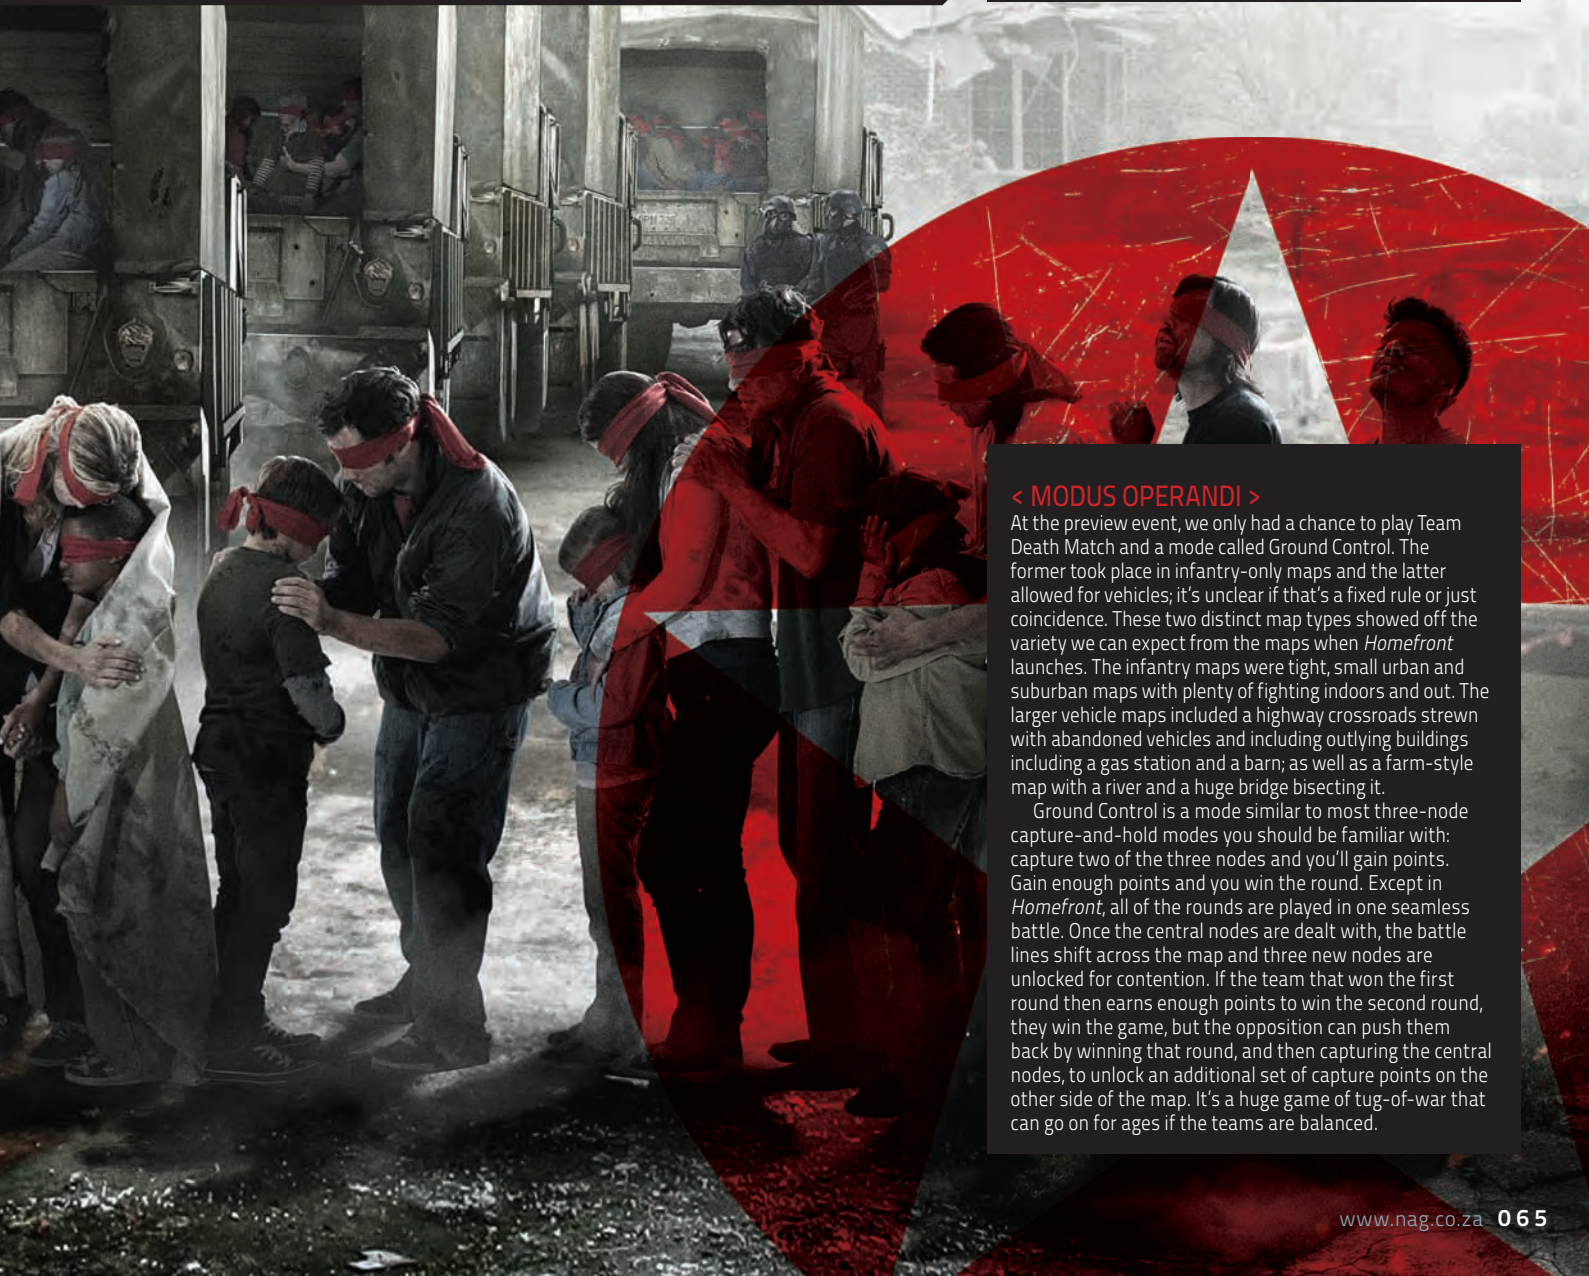 < MODUS OPERANDI >
At the preview event, we only had a chance to play Team
Death Match and a mode called Ground Control. The
former took place in infantry-only maps and the latter
allowed for vehicles; it's unclear if that's a fixed rule or just
coincidence. These two distinct map types showed off the
variety we can expect from the maps when Homefront
launches. The infantry maps were tight, small urban and
suburban maps with plenty of fighting indoors and out. The
larger vehicle maps included a highway crossroads strewn
with abandoned vehicles and including outlying buildings
including a gas station and a barn; as well as a farm-style
map with a river and a huge bridge bisecting it.
Ground Control is a mode similar to most three-node
capture-and-hold modes you should be familiar with:
capture two of the three nodes and you'll gain points.
Gain enough points and you win the round. Except in
Homefront, all of the rounds are played in one seamless
battle. Once the central nodes are dealt with, the battle
lines shift across the map and three new nodes are
unlocked for contention. If the team that won the first
round then earns enough points to win the second round,
they win the game, but the opposition can push them
back by winning that round, and then capturing the central
nodes, to unlock an additional set of capture points on the
other side of the map. It's a huge game of tug-of-war that
can go on for ages if the teams are balanced.
www.nag.co.za 065